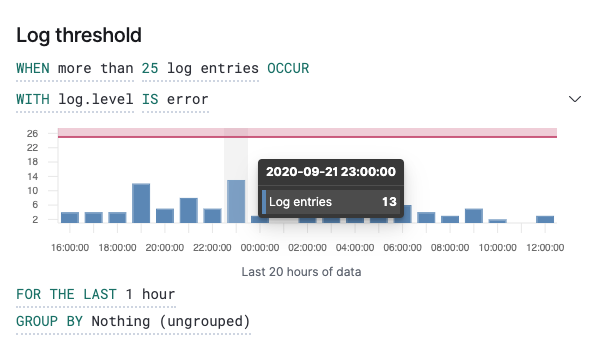 Log threshold
WHEN more than 25 log entries OCCUR
WITH log.level IS error
26
22
18
14
10
6
2
2020-09-21 23:00:00
Log entries 13
16:00:00 18:00:00 20:00:00 22:00:00 00:00:00 02:00:00 04:00:00 06:00:00 08:00:00 10:00:00 12:00:00
Last 20 hours of data
FOR THE LAST 1 hour
GROUP BY Nothing (ungrouped)